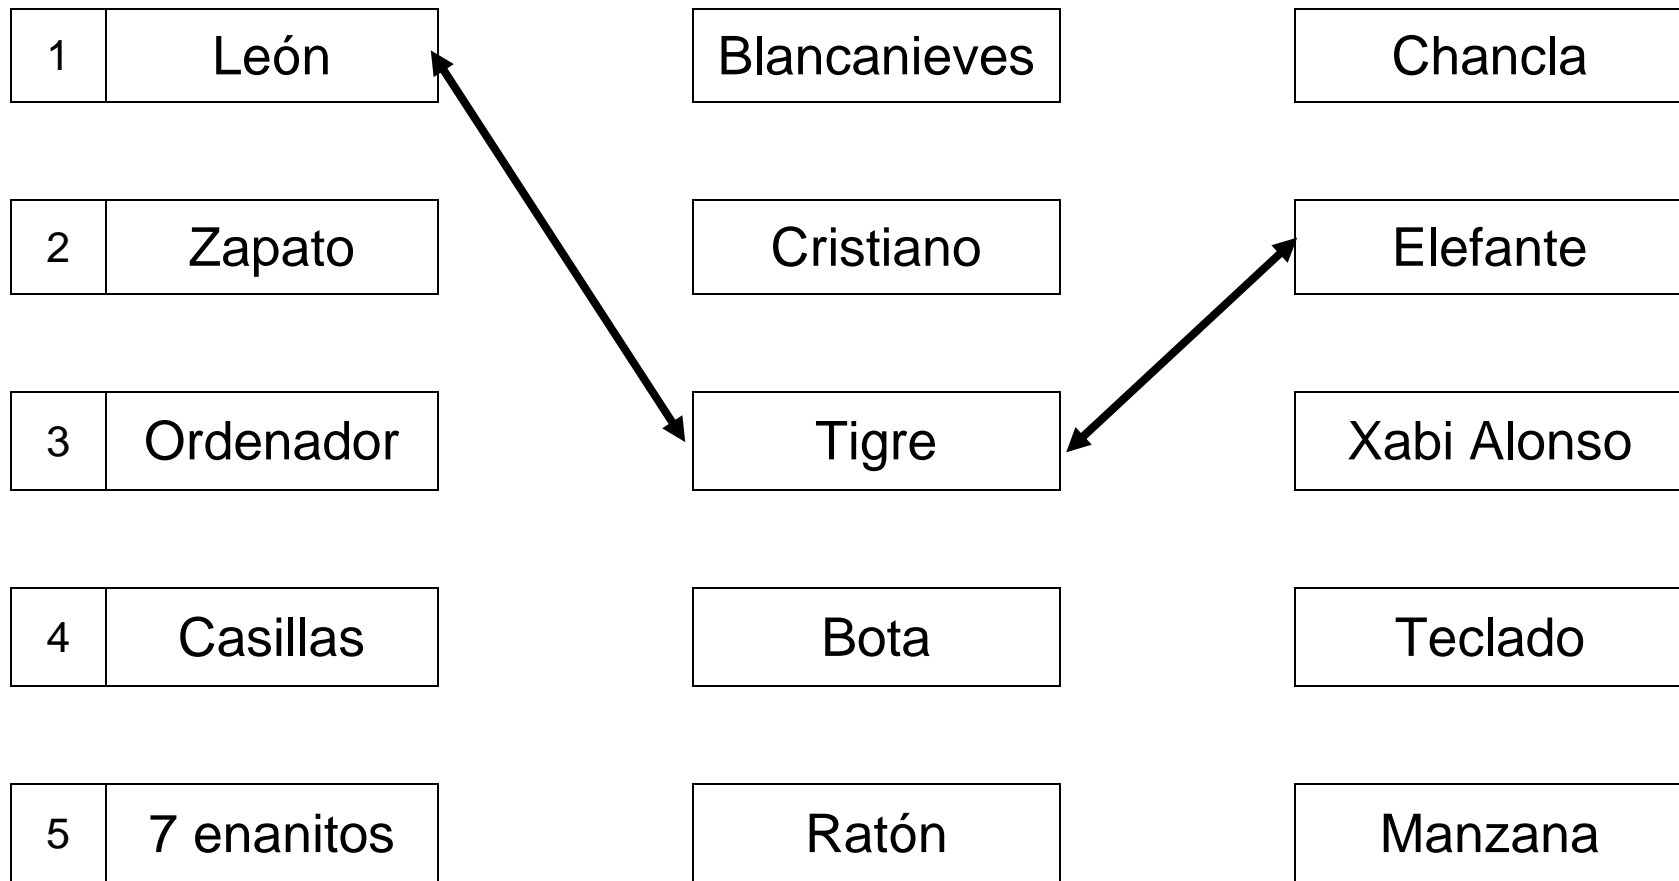 1 León Blancanieves Chancla
2 Zapato Cristiano Elefante
3 Ordenador Tigre Xabi Alonso
4 Casillas Bota Teclado
5 7 enanitos Ratón Manzana